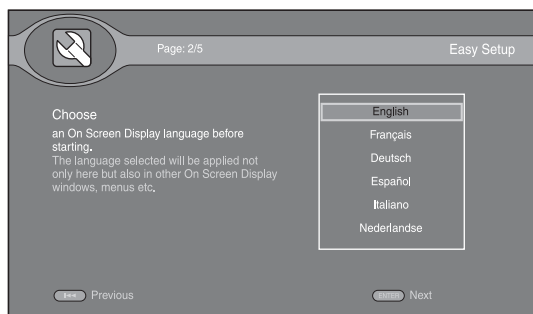 Page: 2/5
Easy Setup
Choose
an On Screen Display language before
starting.
The language selected will be applied not
only here but also in other On Screen Display
windows, menus etc.
English
Français
Deutsch
Español
Italiano
Nederlandse
Previous
ENTER Next